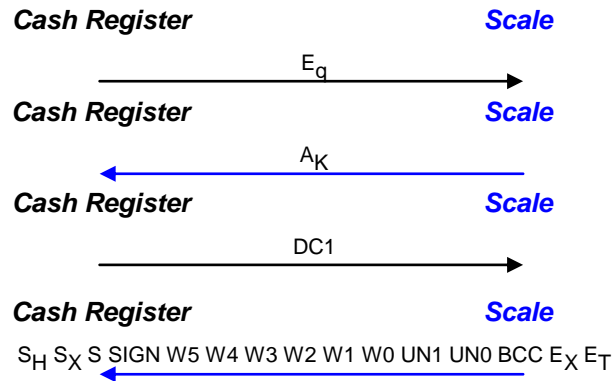 Cash Register Scale
Eq
Cash Register Scale
AK
Cash Register Scale
DC1
Cash Register Scale
SH SX S SIGN W5 W4 W3 W2 W1 W0 UN1 UN0 BCC EX ET